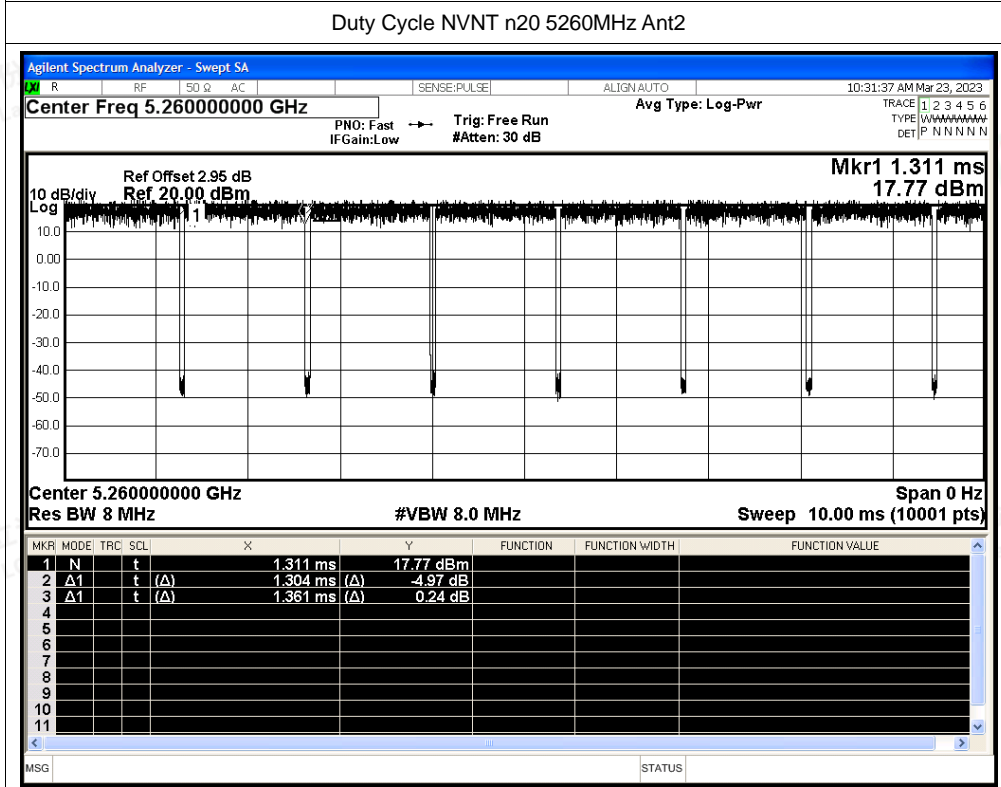 Duty Cycle NVNT n20 5260MHz Ant2
Agilent Spectrum Analyzer - Swept SA
LXI R RF 50 Ω AC SENSE:PULSE ALIGN AUTO 10:31:37 AM Mar 23, 2023
Center Freq 5.260000000 GHz Avg Type: Log-Pwr TRACE 1 2 3 4 5 6
PNO: Fast Trig: Free Run TYPE WWWWWW
IFGain:Low #Atten: 30 dB DET P N N N N N
Mkr1 1.311 ms
Ref Offset 2.95 dB
10 dB/div Ref 20.00 dBm 17.77 dBm
Log
1
10.0
0.00
-10.0
-20.0
-30.0
-40.0
-50.0
-60.0
-70.0
Center 5.260000000 GHz Span 0 Hz
Res BW 8 MHz #VBW 8.0 MHz Sweep 10.00 ms (10001 pts)
MKR MODE TRC SCL X Y FUNCTION FUNCTION WIDTH FUNCTION VALUE
1 N t 1.311 ms 17.77 dBm
2 Δ1 t (Δ) 1.304 ms (Δ) -4.97 dB
3 Δ1 t (Δ) 1.361 ms (Δ) 0.24 dB
4
5
6
7
8
9
10
11
MSG STATUS